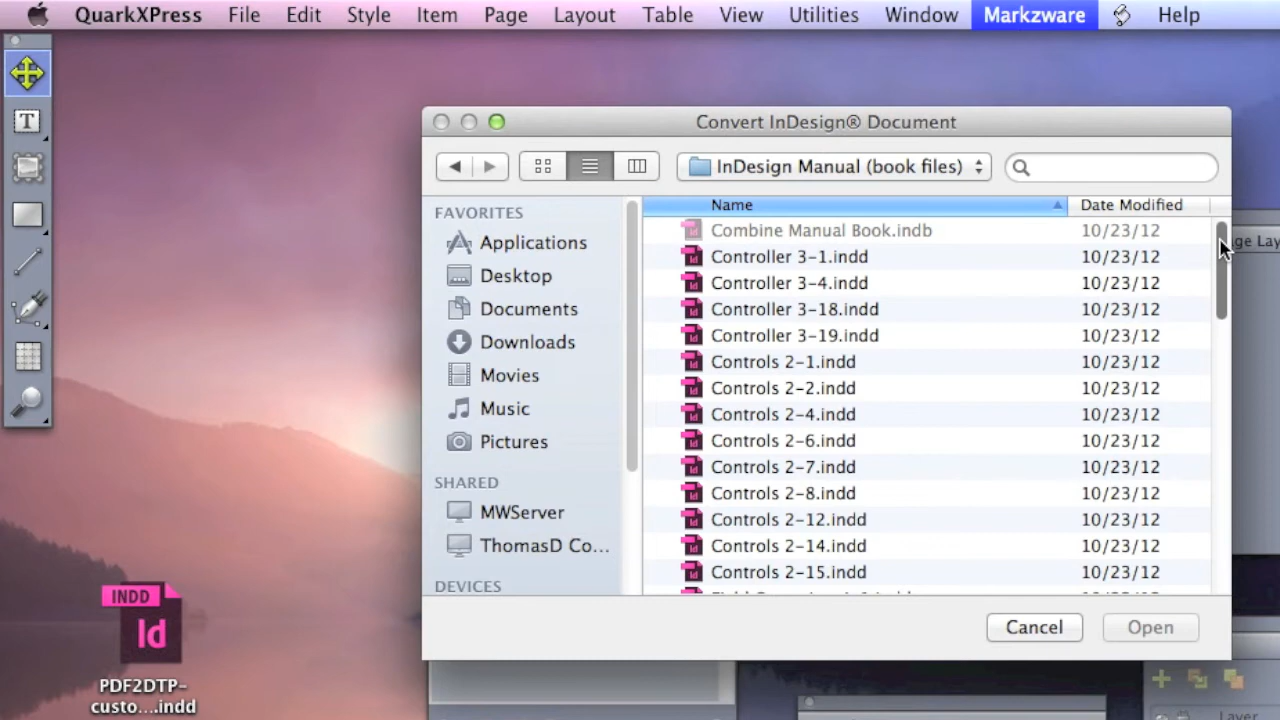 QuarkXPress File Edit Style Item Page Layout Table View Utilities Window Markzware Help
Convert InDesign® Document
InDesign Manual (book files)
FAVORITES
Applications
Desktop
Documents
Downloads
Movies
Music
Pictures
SHARED
MWServer
ThomasD Co...
DEVICES
Name Date Modified
Combine Manual Book.indb 10/23/12
Controller 3-1.indd 10/23/12
Controller 3-4.indd 10/23/12
Controller 3-18.indd 10/23/12
Controller 3-19.indd 10/23/12
Controls 2-1.indd 10/23/12
Controls 2-2.indd 10/23/12
Controls 2-4.indd 10/23/12
Controls 2-6.indd 10/23/12
Controls 2-7.indd 10/23/12
Controls 2-8.indd 10/23/12
Controls 2-12.indd 10/23/12
Controls 2-14.indd 10/23/12
Controls 2-15.indd 10/23/12
Cancel Open
T
INDD
Id
PDF2DTP-
custo....indd
ge Lay
Layer